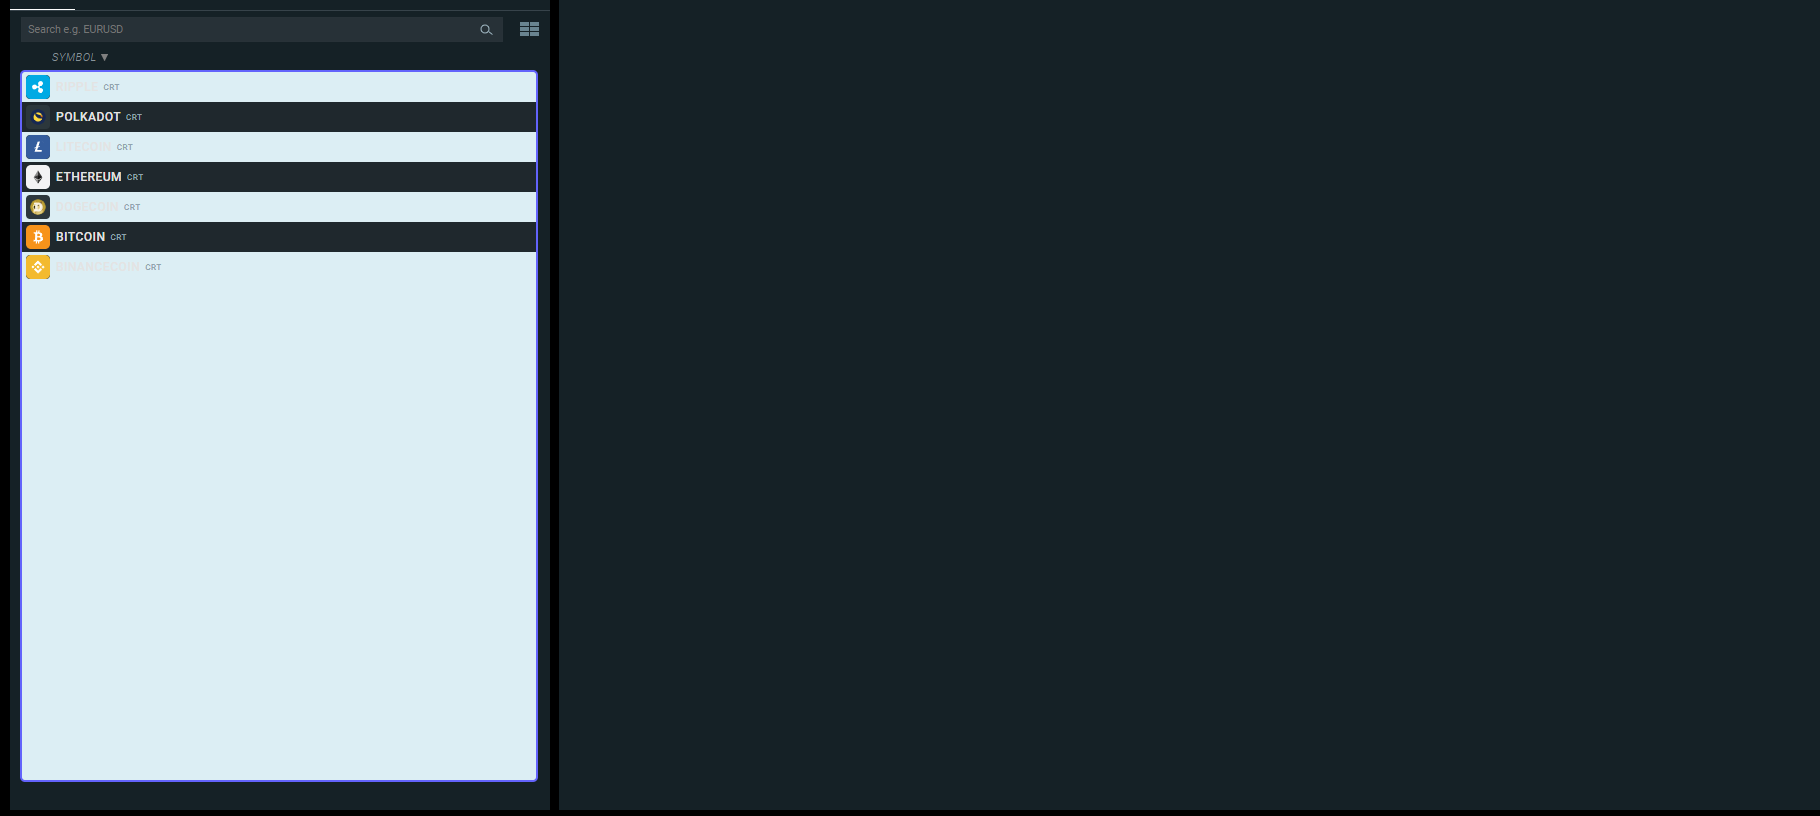 Search e.g. EURUSD
SYMBOL ▼
RIPPLE CRT
POLKADOT CRT
LITECOIN CRT
ETHEREUM CRT
DOGECOIN CRT
BITCOIN CRT
BINANCECOIN CRT